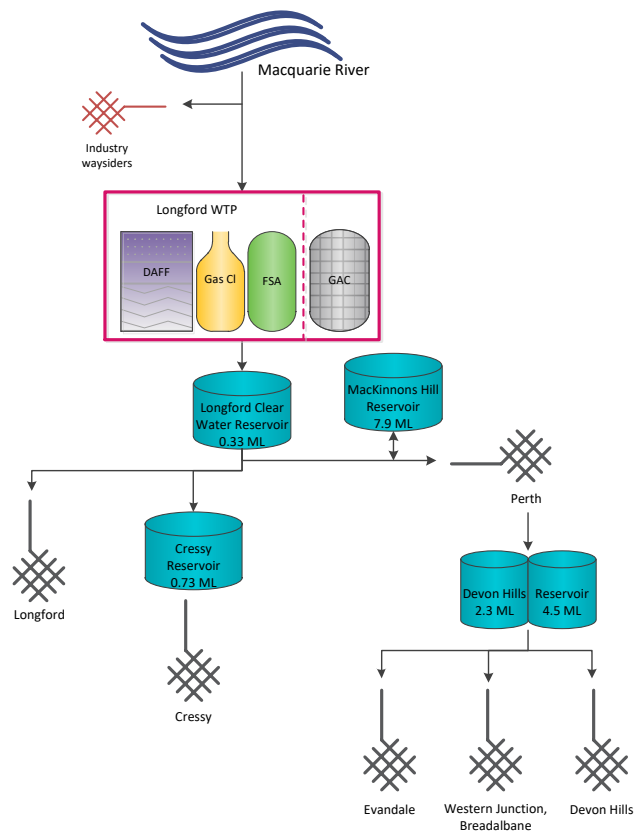 Macquarie River
Industry
waysiders
Longford WTP
DAFF
Gas Cl
FSA
GAC
Longford Clear
Water Reservoir
0.33 ML
MacKinnons Hill
Reservoir
7.9 ML
Perth
Cressy
Reservoir
0.73 ML
Longford
Devon Hills
2.3 ML
Reservoir
4.5 ML
Cressy
Evandale
Western Junction,
Breadalbane
Devon Hills